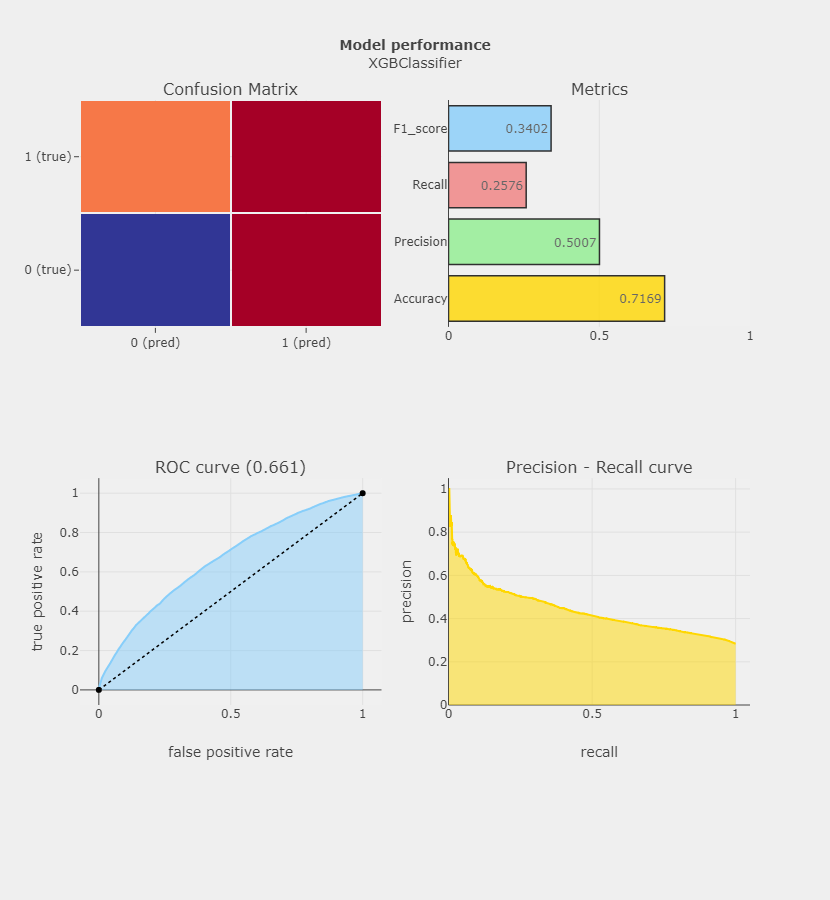 Model performance
XGBClassifier
Confusion Matrix
1 (true)
0 (true)
0 (pred)
1 (pred)
Metrics
F1_score
0.3402
Recall
0.2576
Precision
0.5007
Accuracy
0.7169
0
0.5
1
ROC curve (0.661)
true positive rate
1
0.8
0.6
0.4
0.2
0
0
0.5
1
false positive rate
Precision - Recall curve
precision
1
0.8
0.6
0.4
0.2
0
0
0.5
1
recall